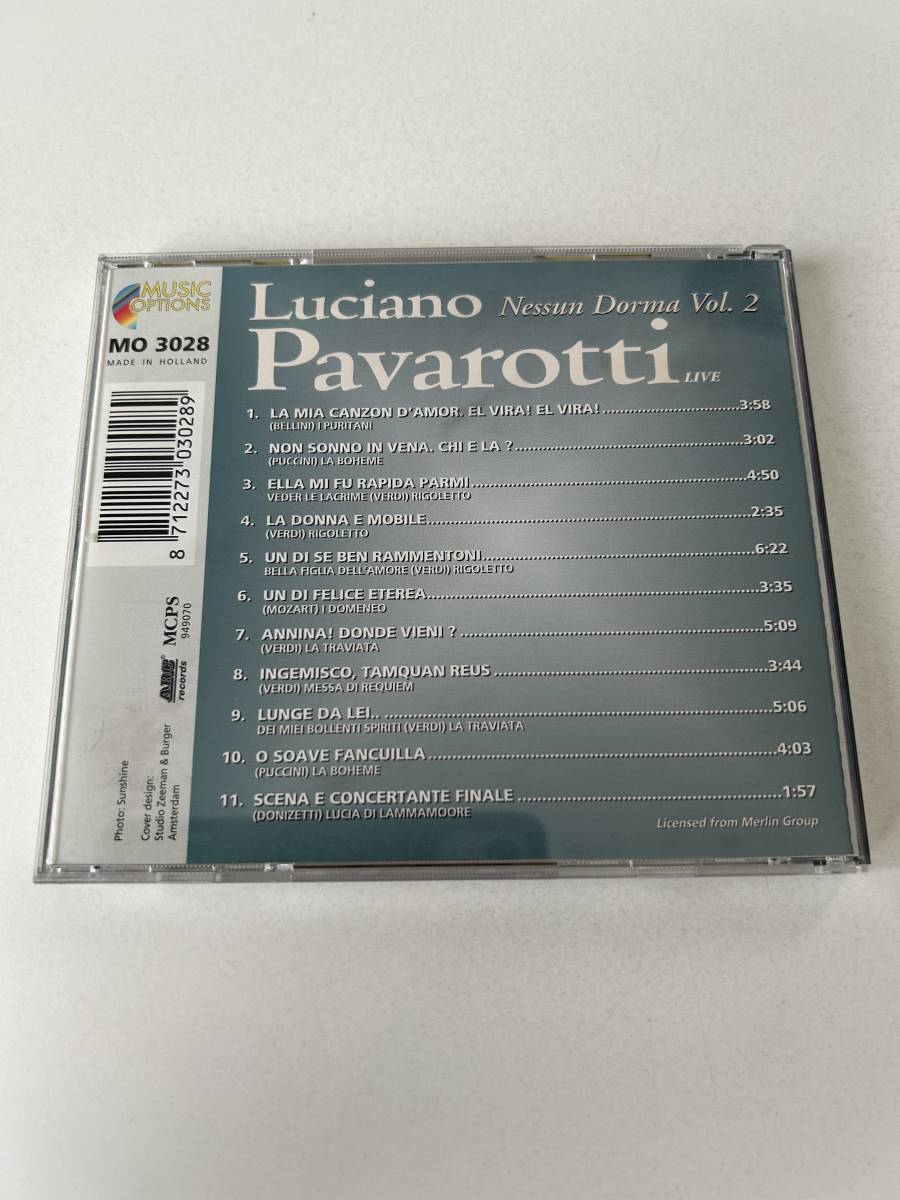 MUSIC
OPTIONS
MO 3028
MADE IN HOLLAND
8 712273 030289
ARC®
records
MCPS
949070
Photo: Sunshine
Cover design:
Studio Zeeman & Burger
Amsterdam
Luciano Nessun Dorma Vol. 2
Pavarotti LIVE
1. LA MIA CANZON D'AMOR. EL VIRA! EL VIRA! 3:58
(BELLINI) I PURITANI
2. NON SONNO IN VENA. CHI E LA ? 3:02
(PUCCINI) LA BOHEME
3. ELLA MI FU RAPIDA PARMI 4:50
VEDER LE LACRIME (VERDI) RIGOLETTO
4. LA DONNA E MOBILE 2:35
(VERDI) RIGOLETTO
5. UN DI SE BEN RAMMENTONI 6:22
BELLA FIGLIA DELL'AMORE (VERDI) RIGOLETTO
6. UN DI FELICE ETEREA 3:35
(MOZART) I DOMENEO
7. ANNINA! DONDE VIENI ? 5:09
(VERDI) LA TRAVIATA
8. INGEMISCO, TAMQUAN REUS 3:44
(VERDI) MESSA DI REQUIEM
9. LUNGE DA LEI.. 5:06
DEI MIEI BOLLENTI SPIRITI (VERDI) LA TRAVIATA
10. O SOAVE FANCUILLA 4:03
(PUCCINI) LA BOHEME
11. SCENA E CONCERTANTE FINALE 1:57
(DONIZETTI) LUCIA DI LAMMAMOORE
Licensed from Merlin Group